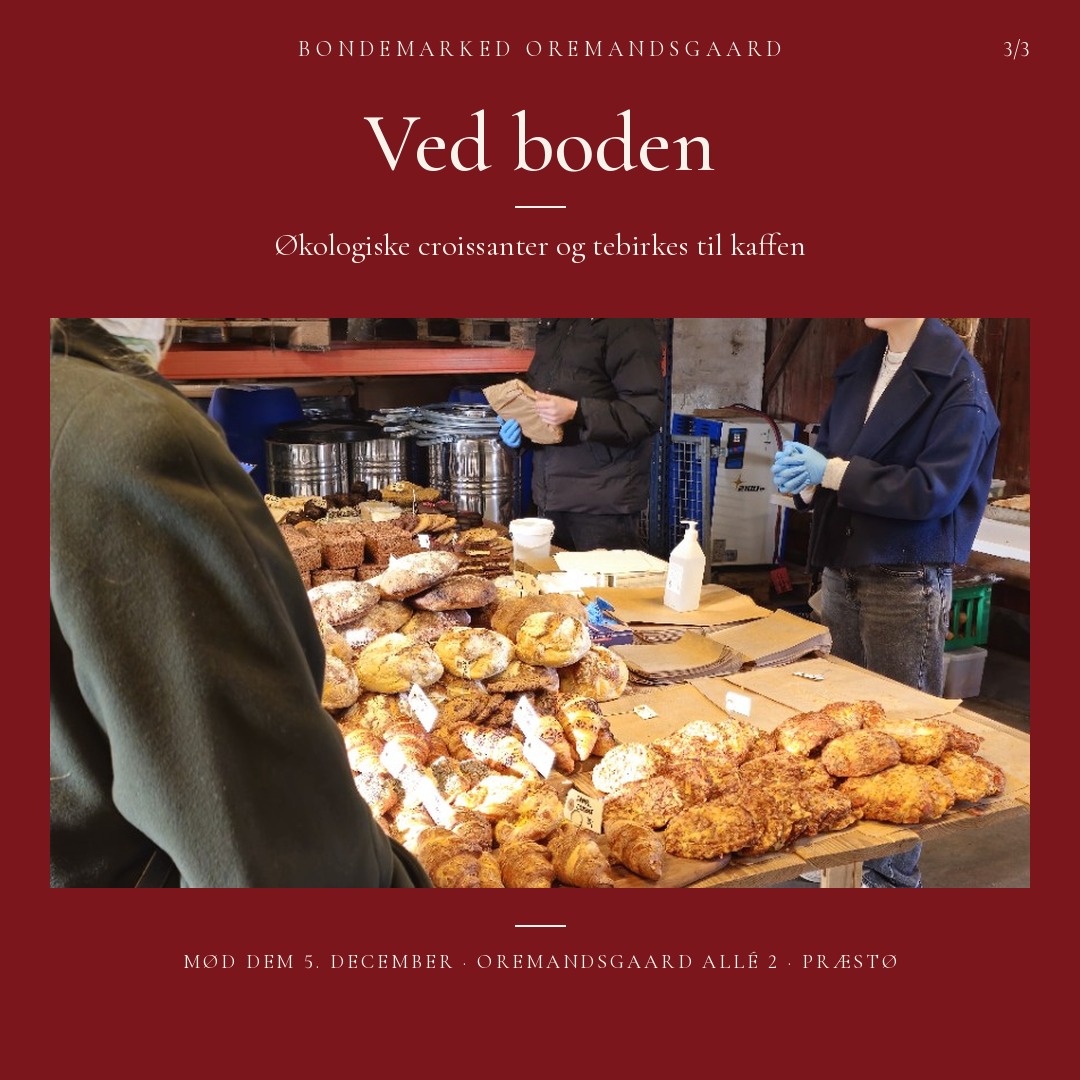 BONDEMARKED OREMANDSGAARD
3/3
Ved boden
Økologiske croissanter og tebirkes til kaffen
MØD DEM 5. DECEMBER · OREMANDSGAARD ALLÉ 2 · PRÆSTØ